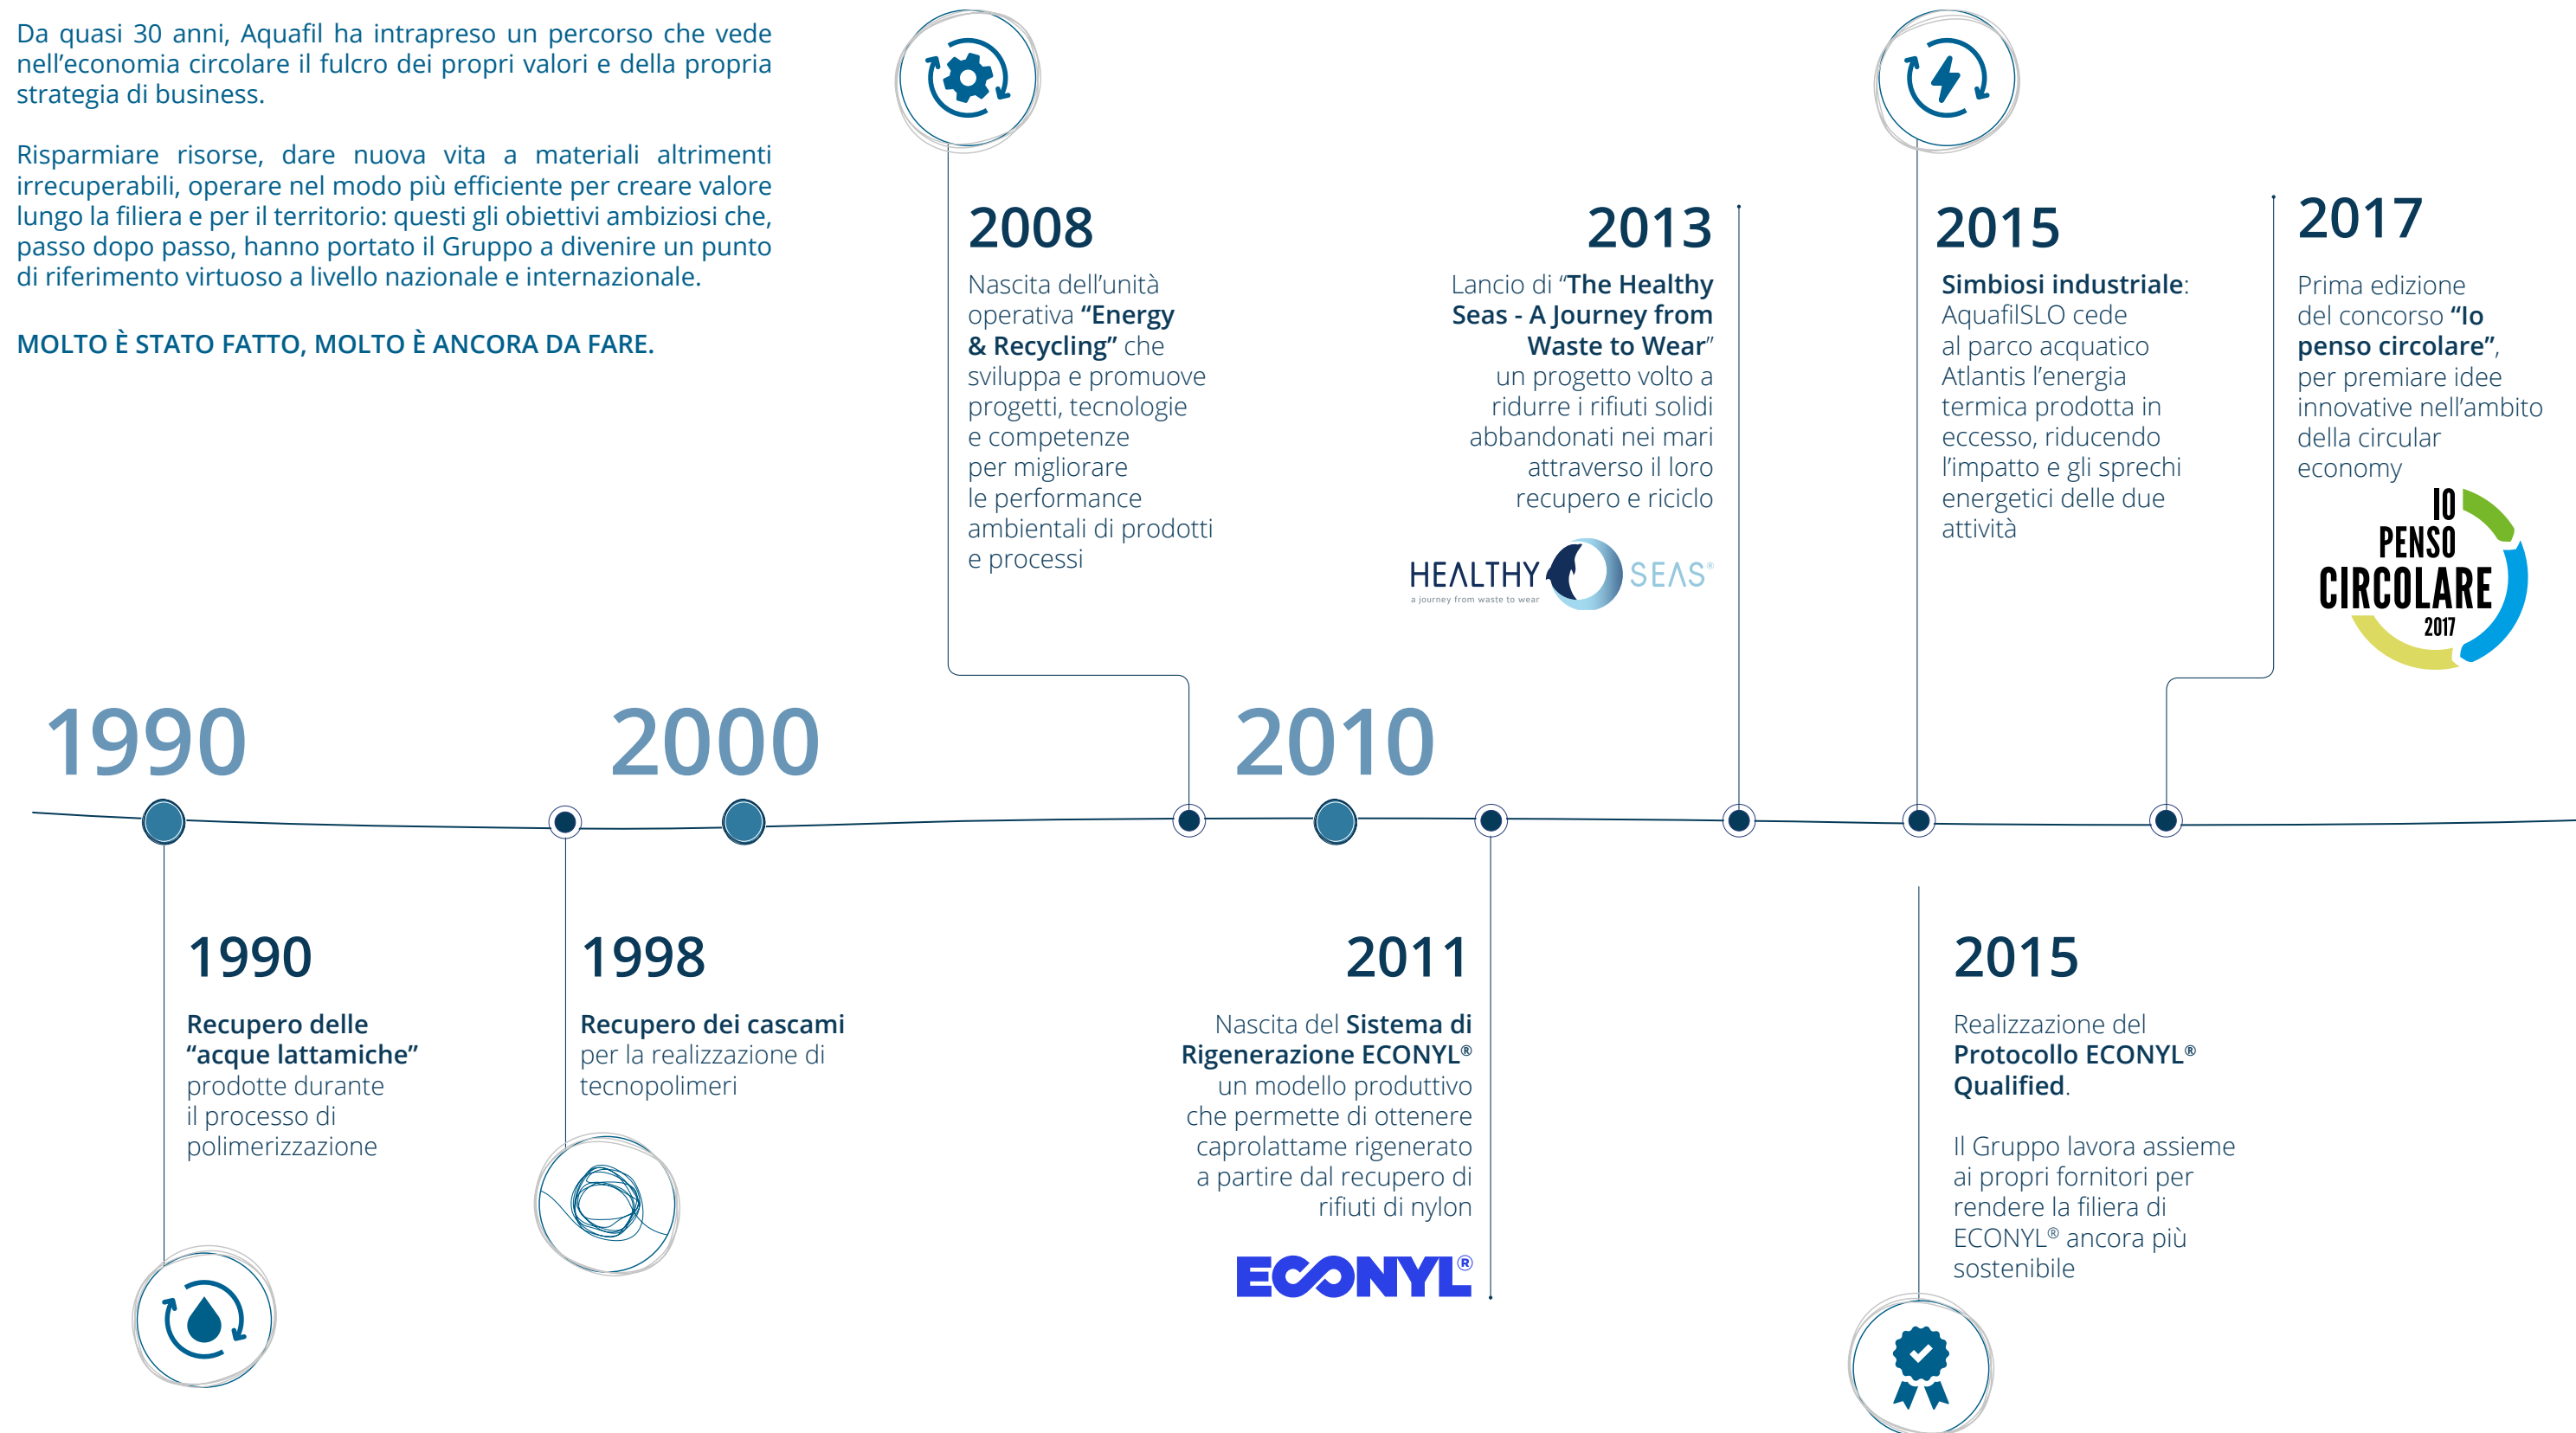 Da quasi 30 anni, Aquafil ha intrapreso un percorso che vede
nell’economia circolare il fulcro dei propri valori e della propria
strategia di business.
Risparmiare risorse, dare nuova vita a materiali altrimenti
irrecuperabili, operare nel modo più efficiente per creare valore
lungo la filiera e per il territorio: questi gli obiettivi ambiziosi che,
passo dopo passo, hanno portato il Gruppo a divenire un punto
di riferimento virtuoso a livello nazionale e internazionale.
MOLTO È STATO FATTO, MOLTO È ANCORA DA FARE.
2008
Nascita dell’unità
operativa “Energy
& Recycling” che
sviluppa e promuove
progetti, tecnologie
e competenze
per migliorare
le performance
ambientali di prodotti
e processi
2013
Lancio di “The Healthy
Seas - A Journey from
Waste to Wear”
un progetto volto a
ridurre i rifiuti solidi
abbandonati nei mari
attraverso il loro
recupero e riciclo
HEALTHY SEAS®
a journey from waste to wear
2015
Simbiosi industriale:
AquafilSLO cede
al parco acquatico
Atlantis l’energia
termica prodotta in
eccesso, riducendo
l’impatto e gli sprechi
energetici delle due
attività
2017
Prima edizione
del concorso “Io
penso circolare”,
per premiare idee
innovative nell’ambito
della circular
economy
IO
PENSO
CIRCOLARE
2017
1990
2000
2010
1990
Recupero delle
“acque lattamiche”
prodotte durante
il processo di
polimerizzazione
1998
Recupero dei cascami
per la realizzazione di
tecnopolimeri
2011
Nascita del Sistema di
Rigenerazione ECONYL®
un modello produttivo
che permette di ottenere
caprolattame rigenerato
a partire dal recupero di
rifiuti di nylon
ECONYL®
2015
Realizzazione del
Protocollo ECONYL®
Qualified.
Il Gruppo lavora assieme
ai propri fornitori per
rendere la filiera di
ECONYL® ancora più
sostenibile